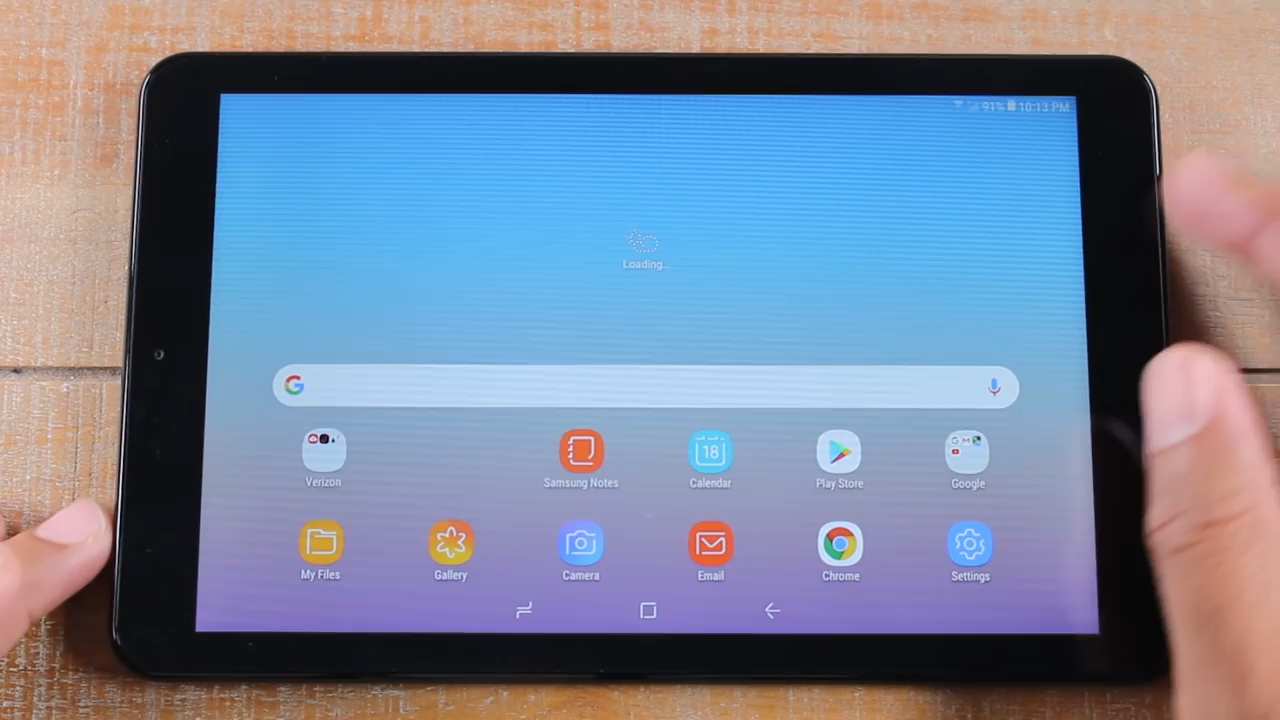 91% 10:13 PM
Loading...
Verizon
Samsung Notes
18
Calendar
Play Store
Google
My Files
Gallery
Camera
Email
Chrome
Settings